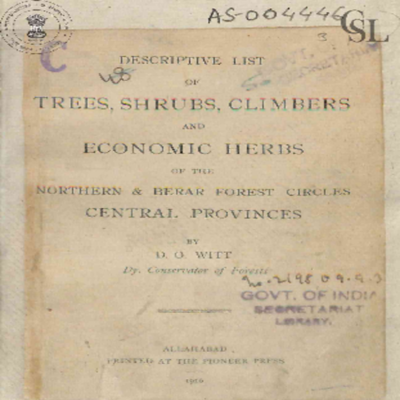 AS-004446
CSL
C
DESCRIPTIVE LIST
OF
TREES, SHRUBS, CLIMBERS
AND
ECONOMIC HERBS
OF THE
NORTHERN & BERAR FOREST CIRCLES
CENTRAL PROVINCES
BY
D. O. WITT
Dy. Conservator of Forests
GOVT. OF INDIA
SECRETARIAT
LIBRARY.
ALLAHABAD
PRINTED AT THE PIONEER PRESS
1910